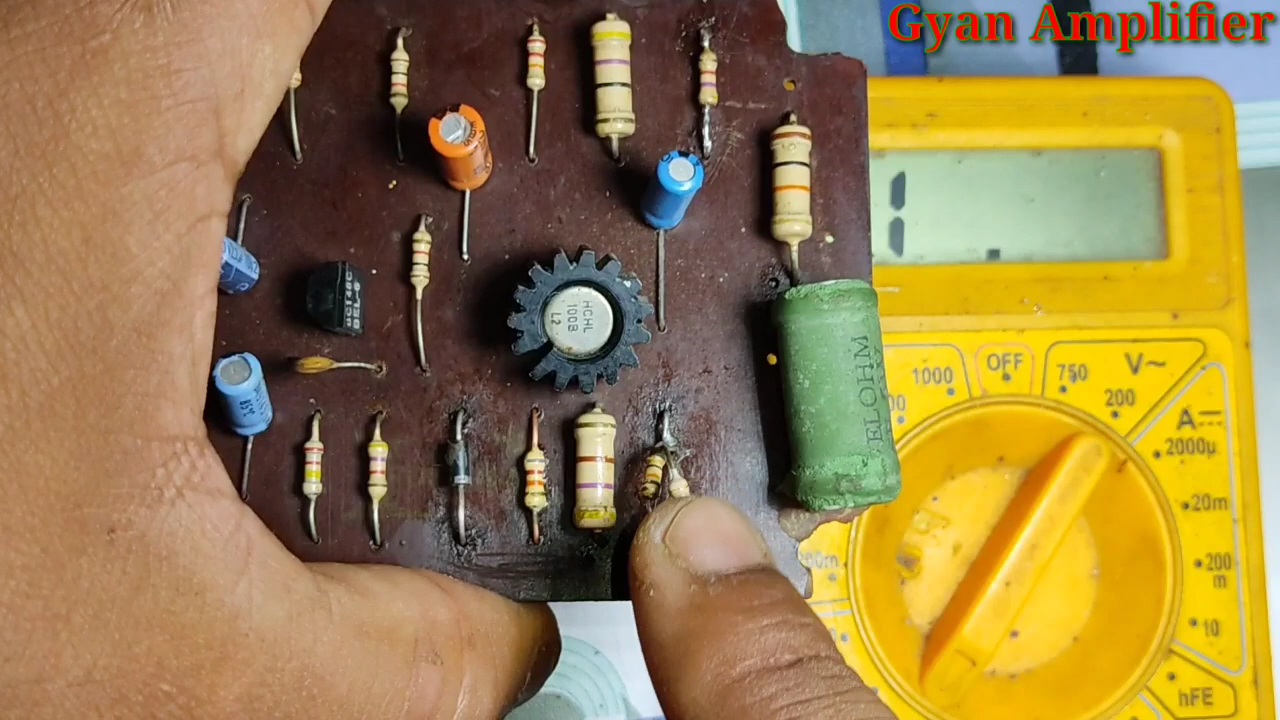 Gyan Amplifier
HCHL
100B
L2
ELOHM
1000
OFF
750
V~
200
A
2000µ
20m
200
m
10
hFE